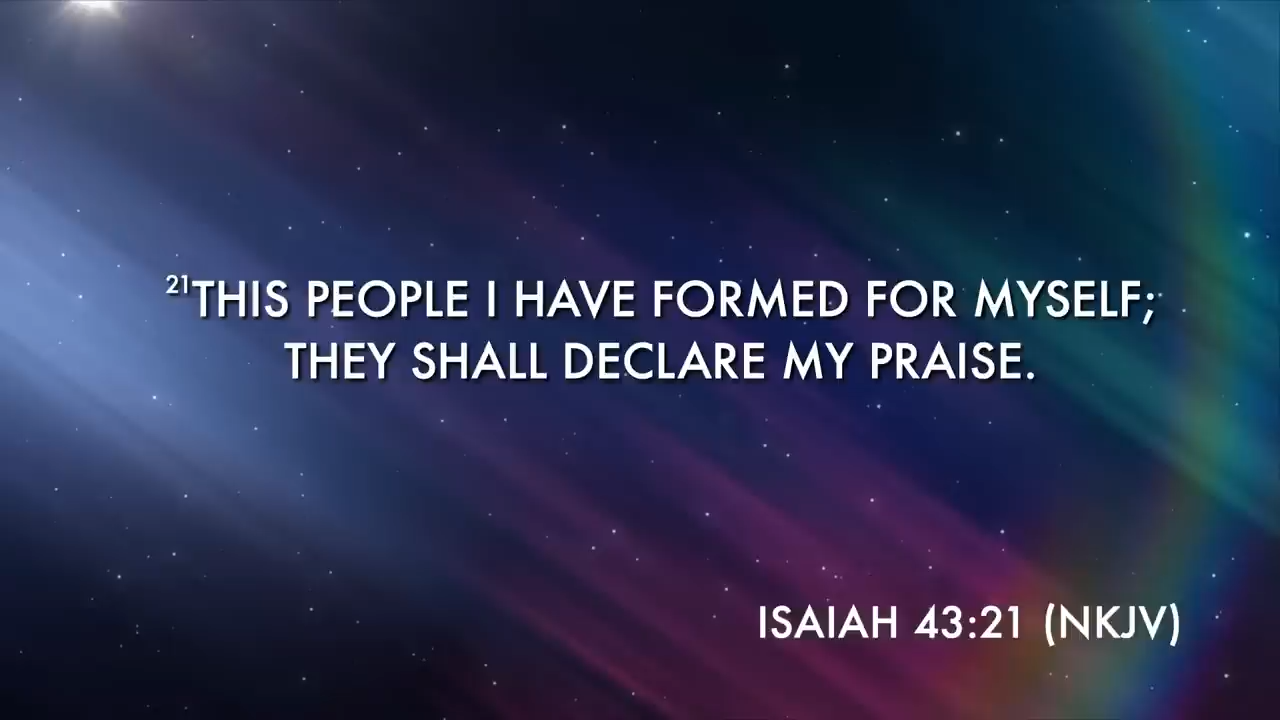 21THIS PEOPLE I HAVE FORMED FOR MYSELF;
THEY SHALL DECLARE MY PRAISE.
ISAIAH 43:21 (NKJV)